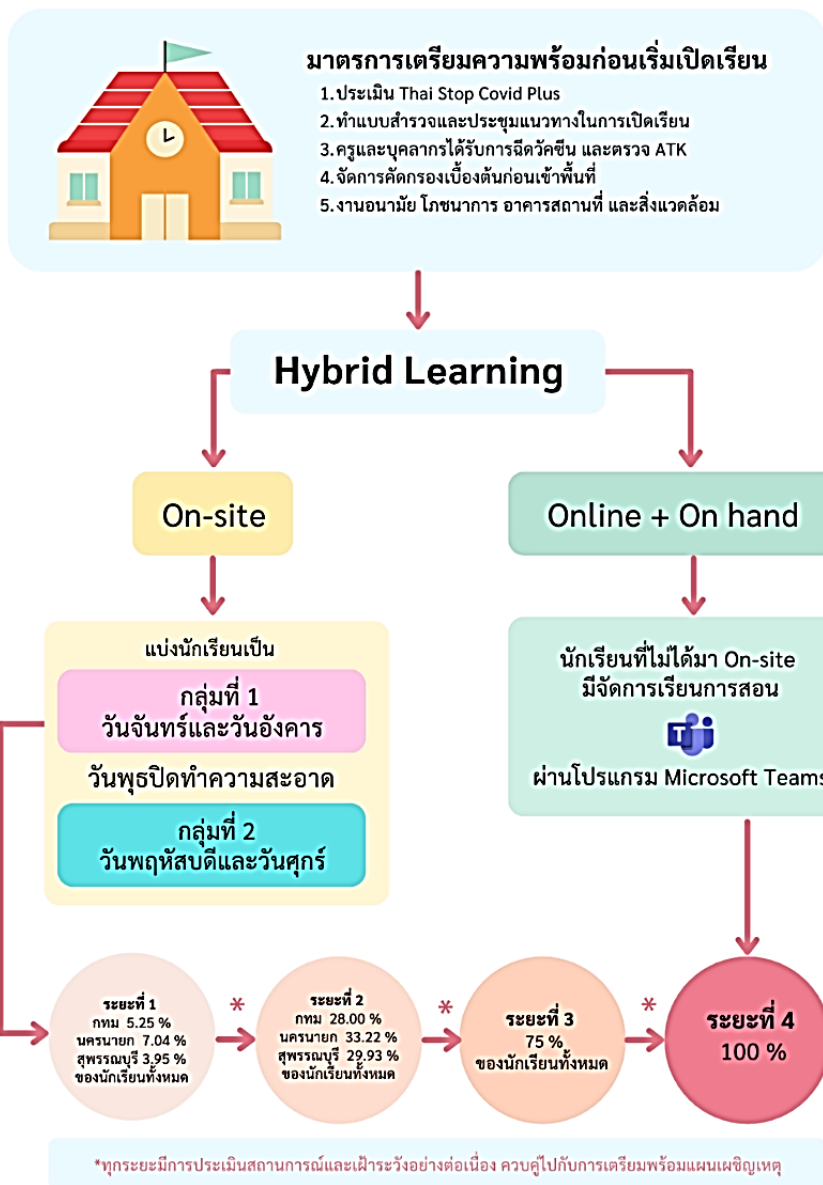 มาตรการเตรียมความพร้อมก่อนเริ่มเปิดเรียน
1.ประเมิน Thai Stop Covid Plus
2.ทำแบบสำรวจและประชุมแนวทางในการเปิดเรียน
3.ครูและบุคลากรได้รับการฉีดวัคซีน และตรวจ ATK
4.จัดการคัดกรองเบื้องต้นก่อนเข้าพื้นที่
5.งานอนามัย โภชนาการ อาคารสถานที่ และสิ่งแวดล้อม
Hybrid Learning
On-site
แบ่งนักเรียนเป็น
กลุ่มที่ 1
วันจันทร์และวันอังคาร
วันพุธปิดทำความสะอาด
กลุ่มที่ 2
วันพฤหัสบดีและวันศุกร์
Online + On hand
นักเรียนที่ไม่ได้มา On-site
มีจัดการเรียนการสอน
T
ผ่านโปรแกรม Microsoft Teams
ระยะที่ 1
กทม 5.25 %
นครนายก 7.04 %
สุพรรณบุรี 3.95 %
ของนักเรียนทั้งหมด
*
ระยะที่ 2
กทม 28.00 %
นครนายก 33.22 %
สุพรรณบุรี 29.93 %
ของนักเรียนทั้งหมด
*
ระยะที่ 3
75 %
ของนักเรียนทั้งหมด
*
ระยะที่ 4
100 %
*ทุกระยะมีการประเมินสถานการณ์และเฝ้าระวังอย่างต่อเนื่อง ควบคู่ไปกับการเตรียมพร้อมแผนเผชิญเหตุ